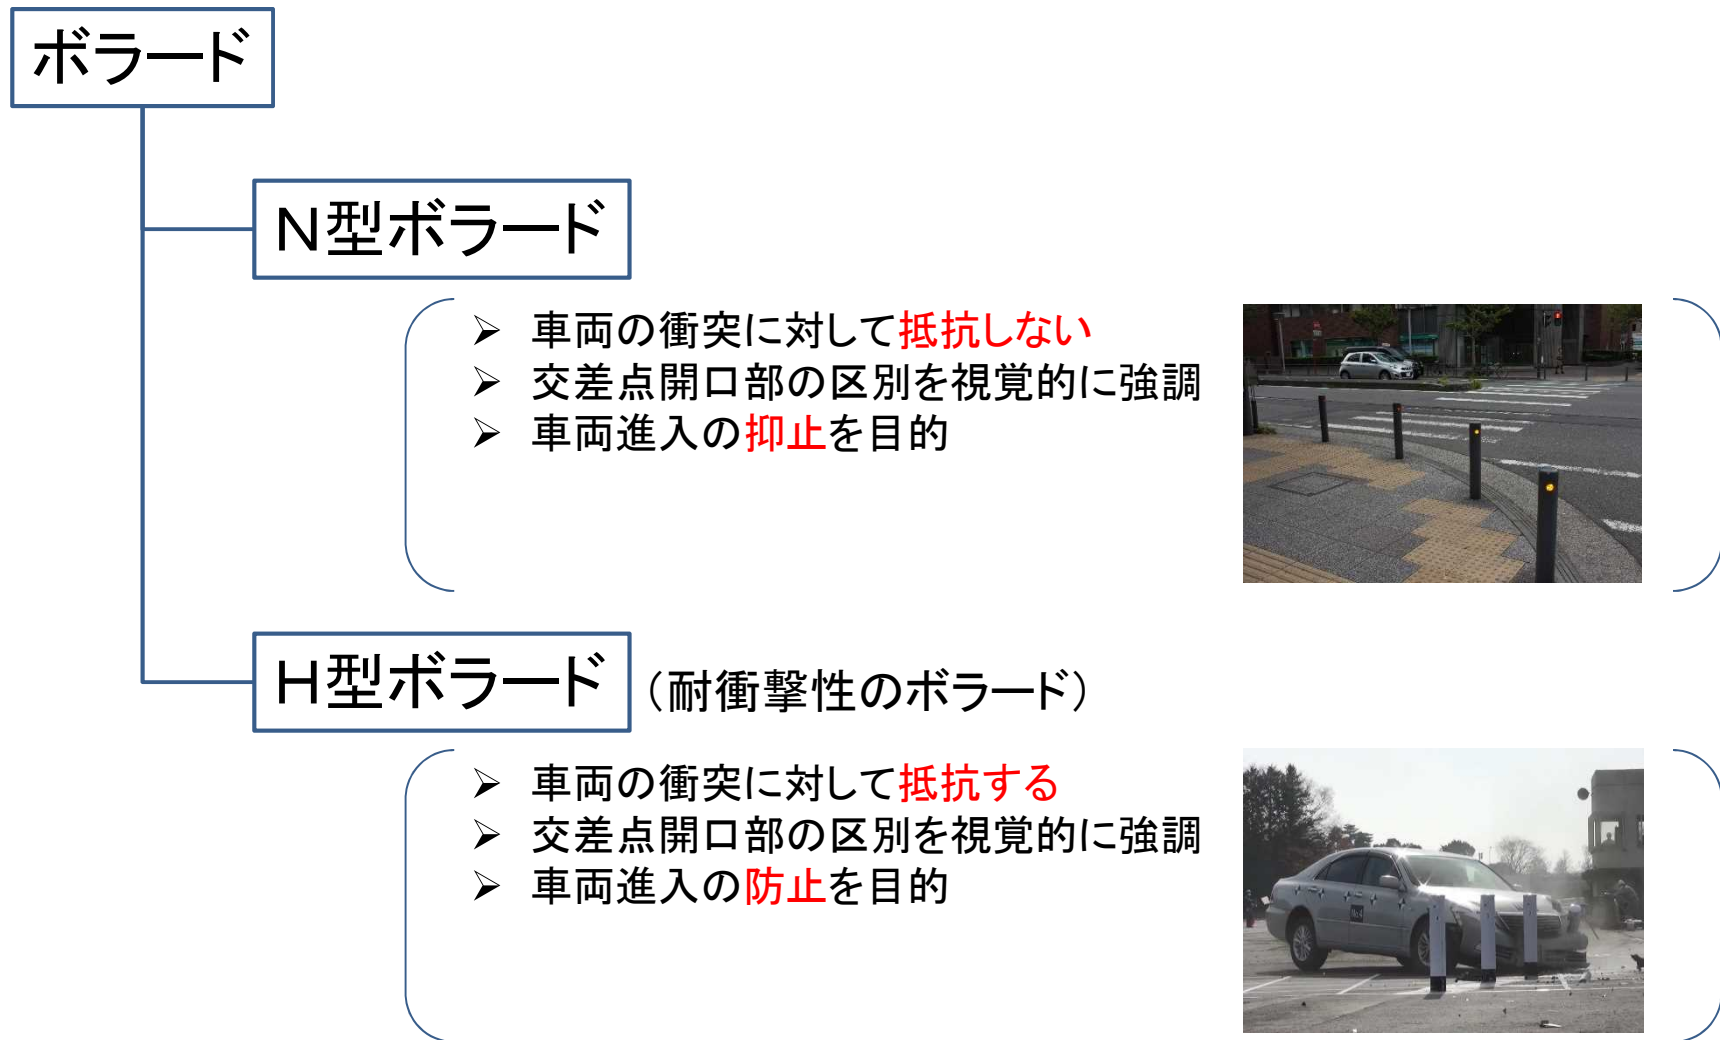 ボラード
N型ボラード
➢ 車両の衝突に対して抵抗しない
➢ 交差点開口部の区別を視覚的に強調
➢ 車両進入の抑止を目的
H型ボラード (耐衝撃性のボラード)
➢ 車両の衝突に対して抵抗する
➢ 交差点開口部の区別を視覚的に強調
➢ 車両進入の防止を目的